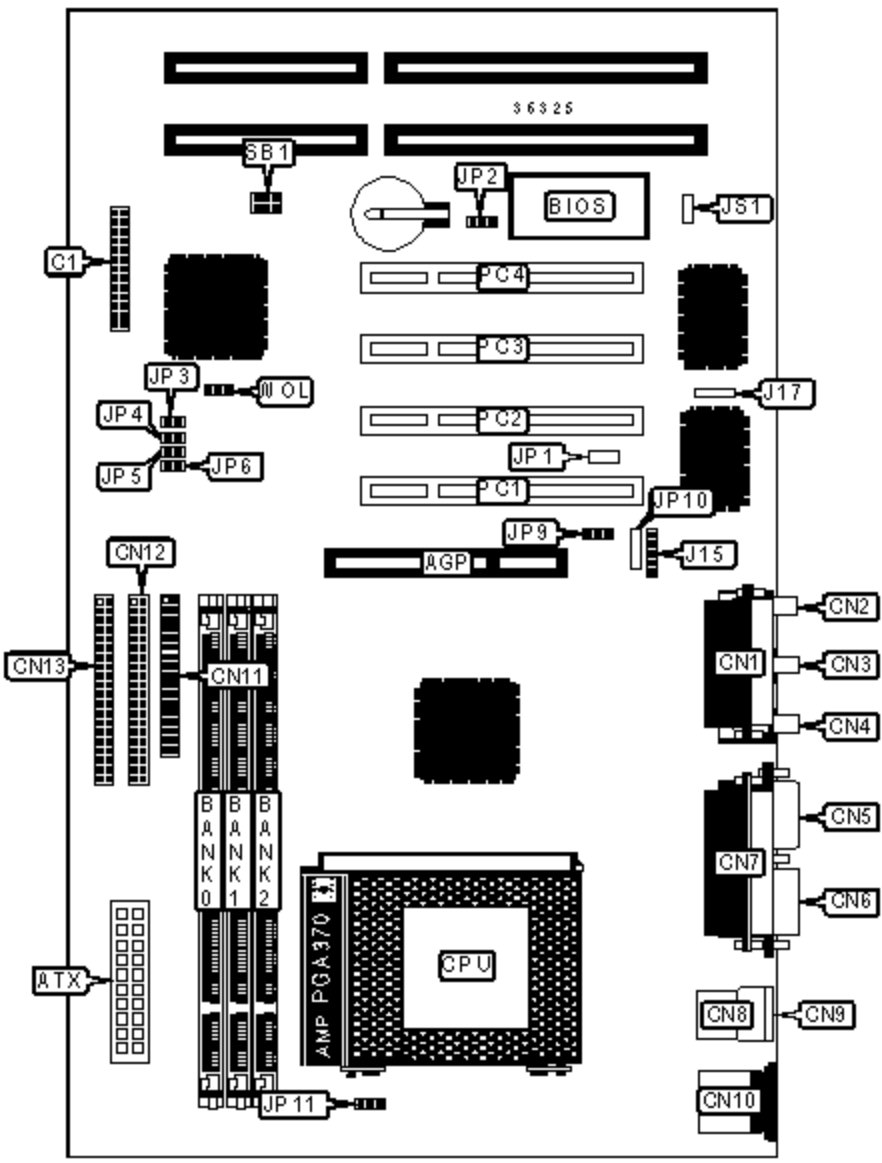 36325
SB1
JP2
BIOS
JS1
C1
PC4
PC3
JP3
WOL
J17
JP4
PC2
JP5
JP6
JP1
PC1
JP10
JP9
J15
CN12
AGP
CN2
CN13
CN11
CN1
CN3
CN4
BANK0
BANK1
BANK2
CN5
CN7
CN6
AMP PGA370
CPU
ATX
CN8
CN9
CN10
JP11